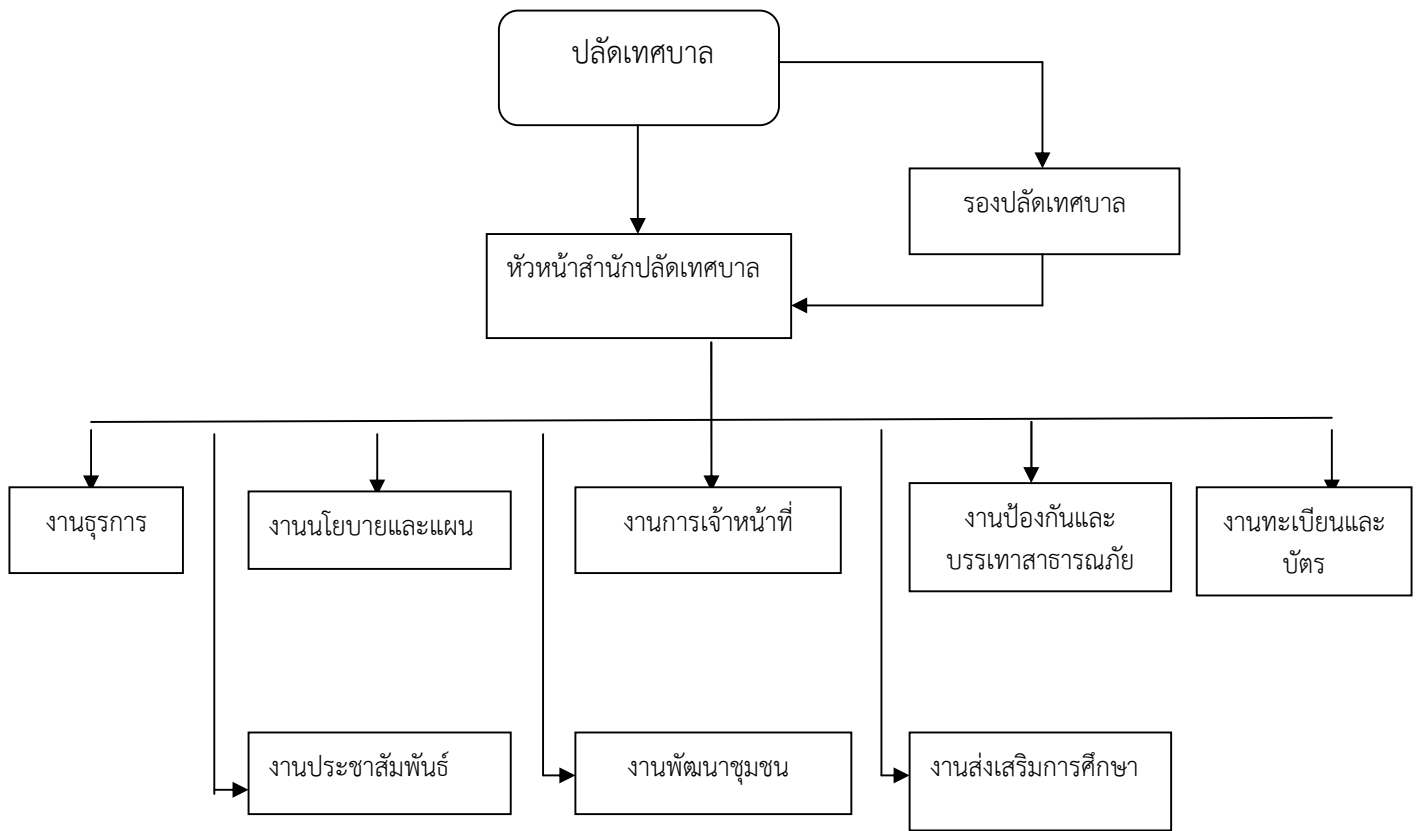 ปลัดเทศบาล
รองปลัดเทศบาล
หัวหน้าสำนักปลัดเทศบาล
งานธุรการ
งานนโยบายและแผน
งานการเจ้าหน้าที่
งานป้องกันและ
บรรเทาสาธารณภัย
งานทะเบียนและ
บัตร
งานประชาสัมพันธ์
งานพัฒนาชุมชน
งานส่งเสริมการศึกษา